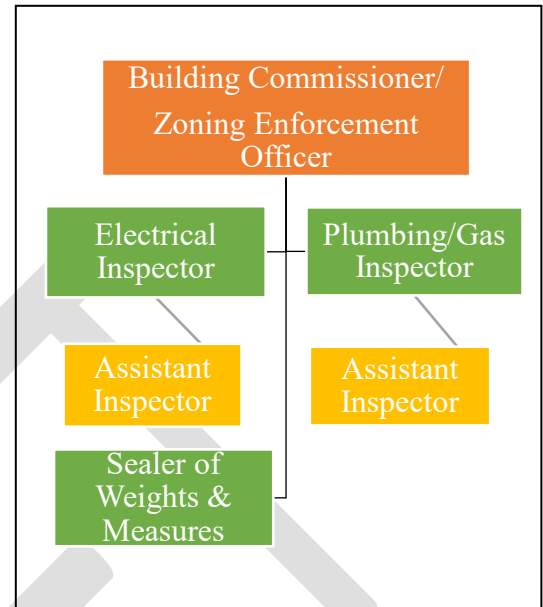 Building Commissioner/
Zoning Enforcement
Officer
Electrical
Inspector
Plumbing/Gas
Inspector
Assistant
Inspector
Assistant
Inspector
Sealer of
Weights &
Measures